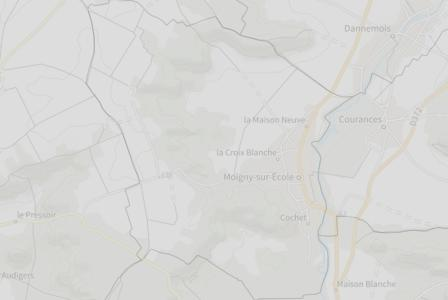 Dannemois
la Maison Neuve
Courances
D372
la Croix Blanche
Moigny-sur-École
Cochet
le Pressoir
Audigers
Maison Blanche